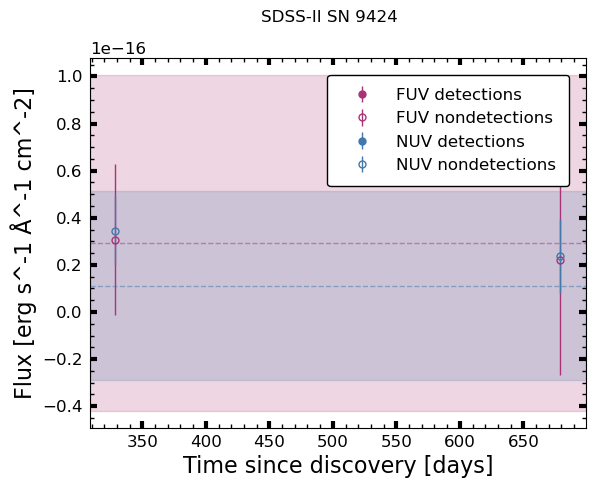 SDSS-II SN 9424
1e−16
FUV detections
FUV nondetections
NUV detections
NUV nondetections
1.0
0.8
0.6
0.4
0.2
0.0
−0.2
−0.4
Flux [erg s^-1 Å^-1 cm^-2]
350 400 450 500 550 600 650
Time since discovery [days]